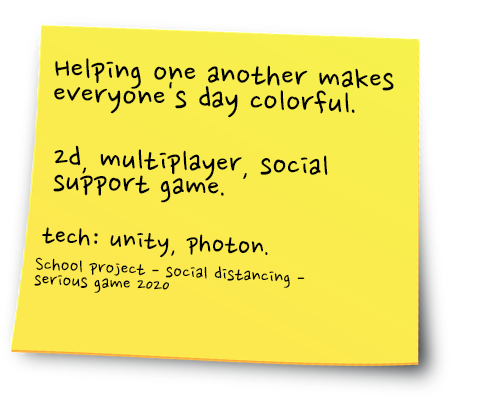 Helping one another makes
everyone's day colorful.
2d, multiplayer, social
support game.
tech: unity, photon.
School project - social distancing -
serious game 2020